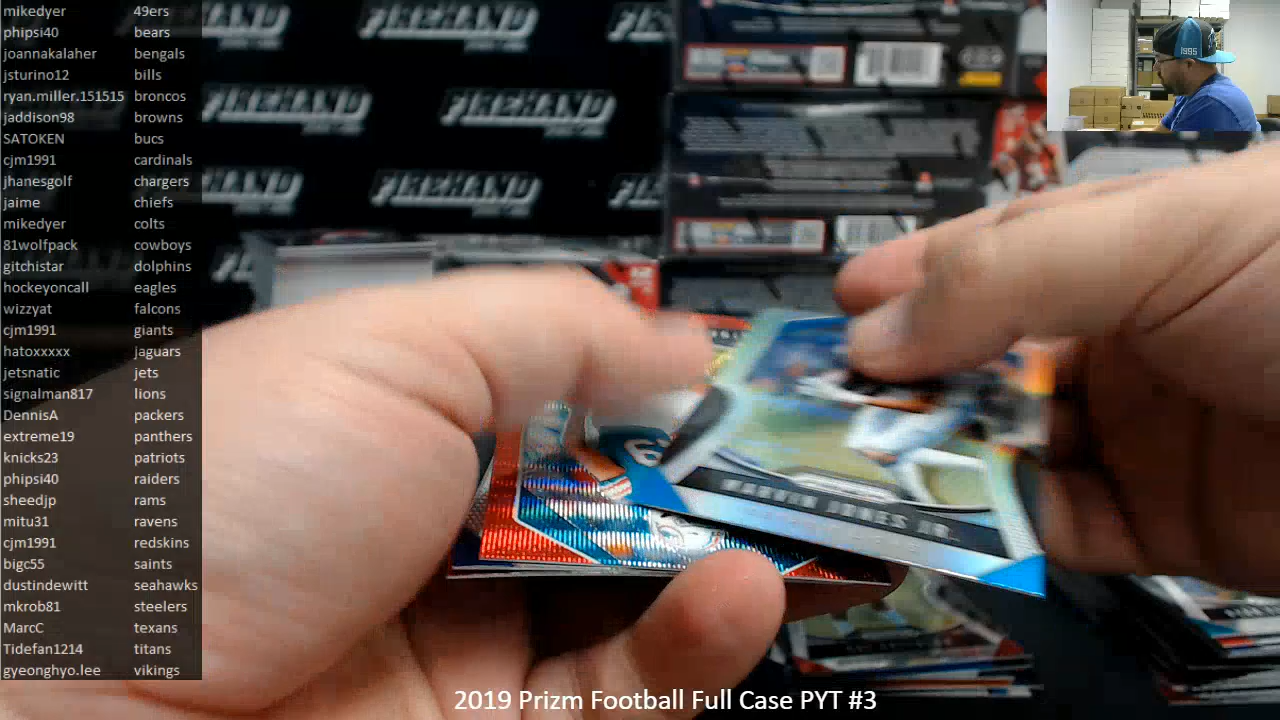 mikedyer 49ers
phipsi40 bears
joannakalaher bengals
jsturino12 bills
ryan.miller.151515 broncos
jaddison98 browns
SATOKEN bucs
cjm1991 cardinals
jhanesgolf chargers
jaime chiefs
mikedyer colts
81wolfpack cowboys
gitchistar dolphins
hockeyoncall eagles
wizzyat falcons
cjm1991 giants
hatoxxxxx jaguars
jetsnatic jets
signalman817 lions
DennisA packers
extreme19 panthers
knicks23 patriots
phipsi40 raiders
sheedjp rams
mitu31 ravens
cjm1991 redskins
bigc55 saints
dustindewitt seahawks
mkrob81 steelers
MarcC texans
Tidefan1214 titans
gyeonghyo.lee vikings
FIREHAND FIREHAND
FIREHAND FIREHAND
FIREHAND
1995
MARVIN JONES JR.
2019 Prizm Football Full Case PYT #3